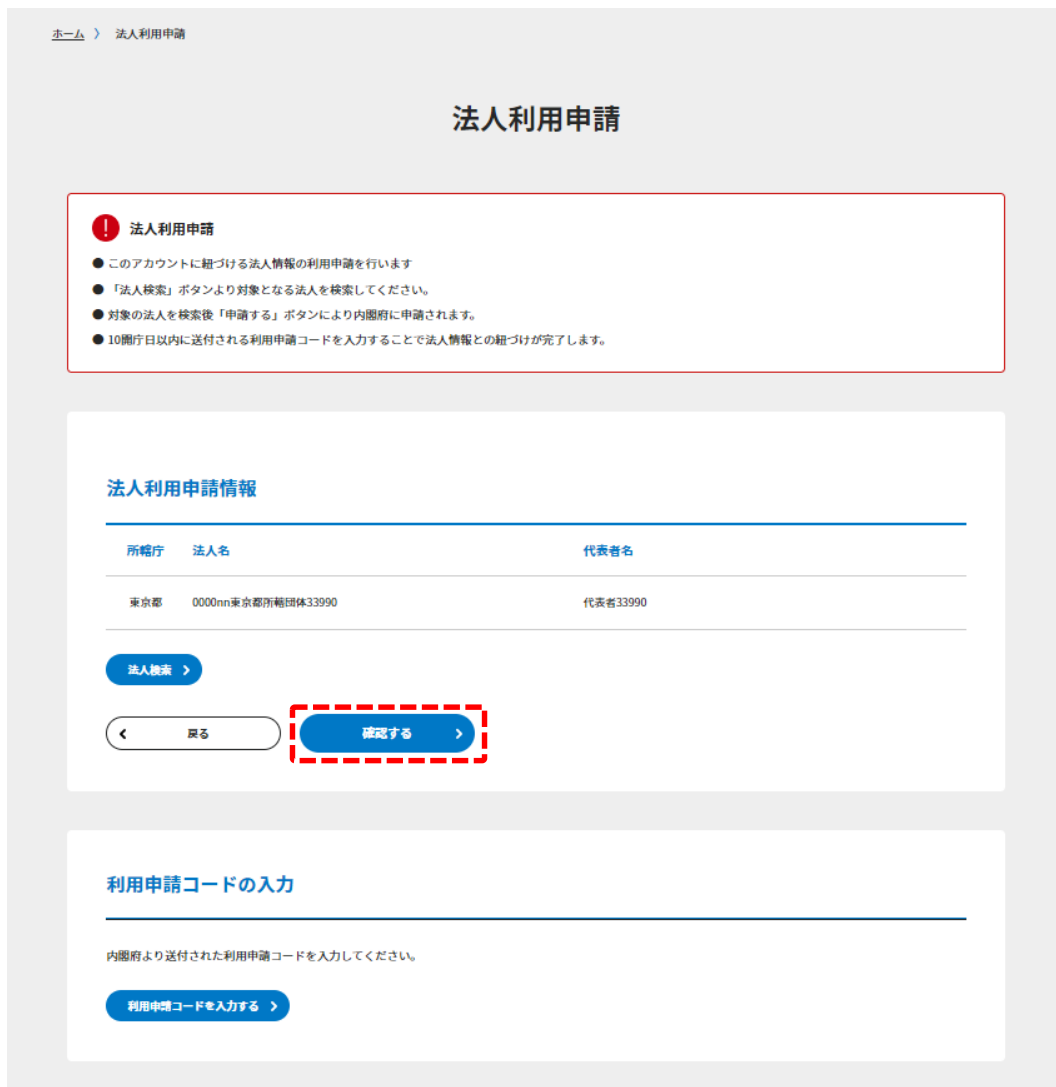 ホーム 〉 法人利用申請
法人利用申請
! 法人利用申請
● このアカウントに紐づける法人情報の利用申請を行います
● 「法人検索」ボタンより対象となる法人を検索してください。
● 対象の法人を検索後「申請する」ボタンにより内閣府に申請されます。
● 10開庁日以内に送付される利用申請コードを入力することで法人情報との紐づけが完了します。
法人利用申請情報
所轄庁 法人名 代表者名
東京都 0000nn東京都所轄団体33990 代表者33990
法人検索
戻る 確認する
利用申請コードの入力
内閣府より送付された利用申請コードを入力してください。
利用申請コードを入力する